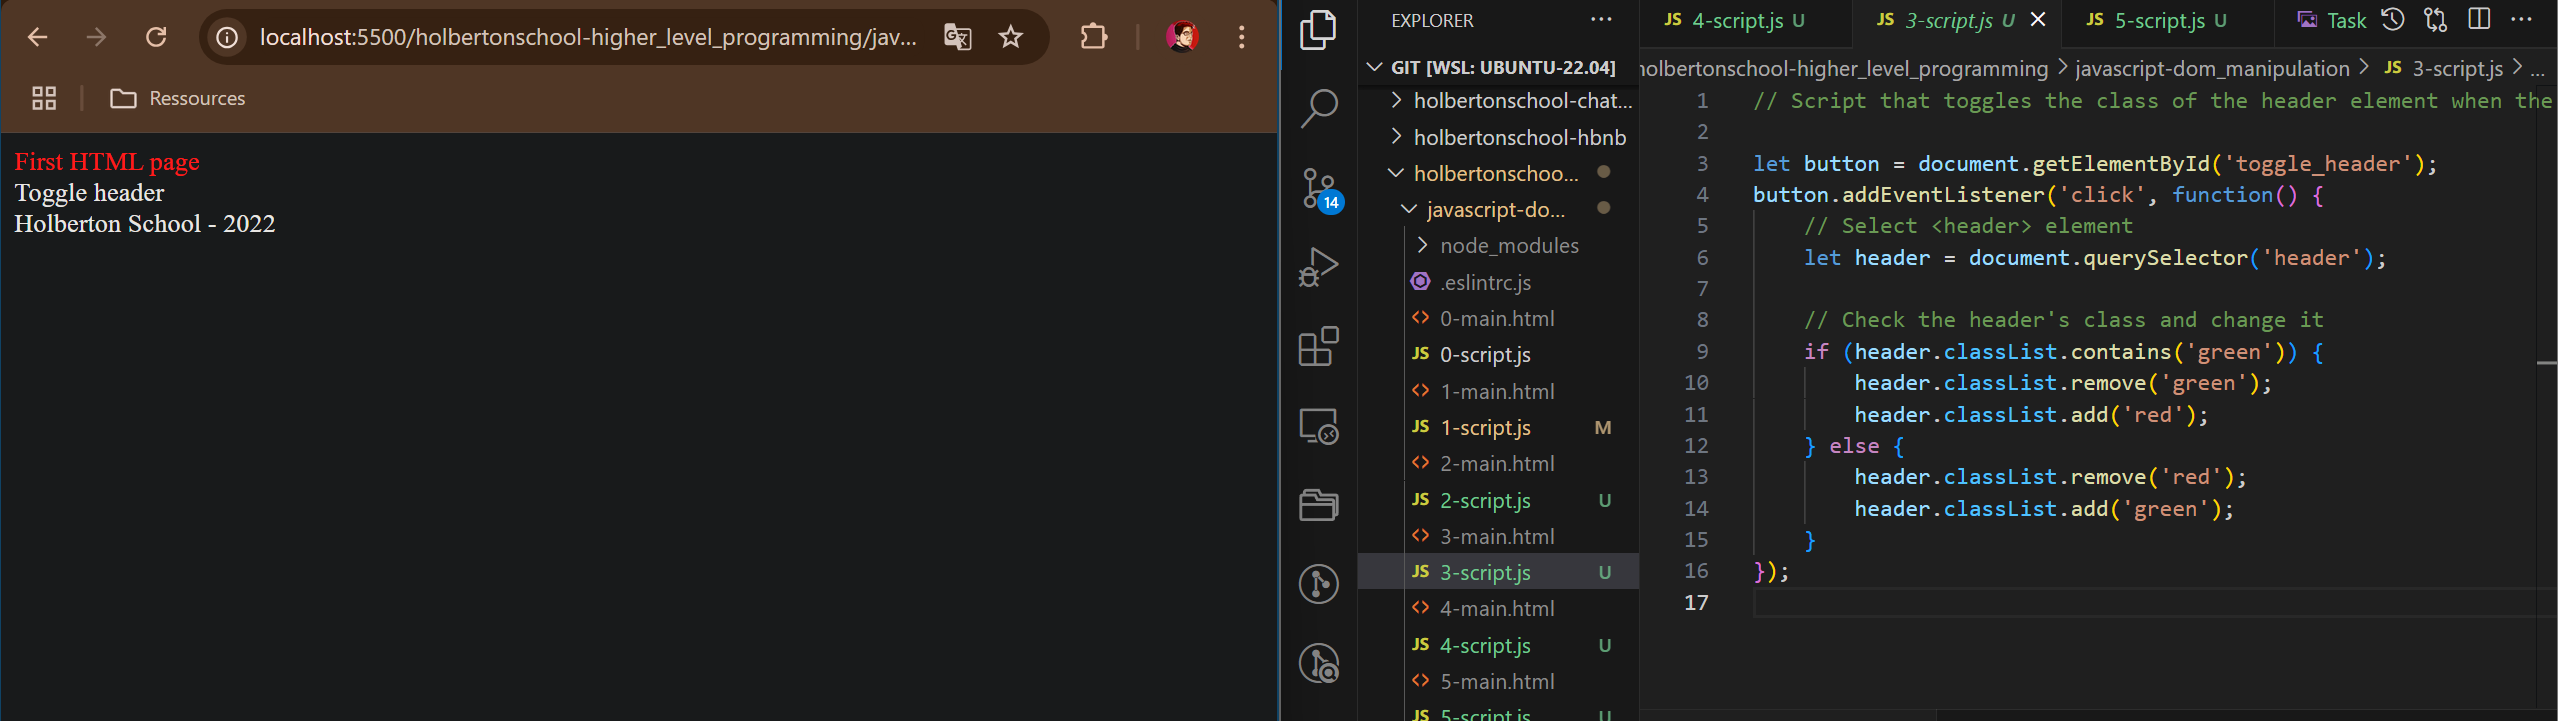 localhost:5500/holbertonschool-higher_level_programming/jav...
Ressources
First HTML page
Toggle header
Holberton School - 2022
EXPLORER
GIT [WSL: UBUNTU-22.04]
holbertonschool-chat...
holbertonschool-hbnb
holbertonschoo...
javascript-do...
node_modules
.eslintrc.js
0-main.html
JS 0-script.js
1-main.html
JS 1-script.js M
2-main.html
JS 2-script.js U
3-main.html
JS 3-script.js U
4-main.html
JS 4-script.js U
5-main.html
JS 5-script.js U
14
JS 4-script.js U
JS 3-script.js U
JS 5-script.js U
Task
holbertonschool-higher_level_programming > javascript-dom_manipulation > JS 3-script.js > ...
1 // Script that toggles the class of the header element when the
2
3 let button = document.getElementById('toggle_header');
4 button.addEventListener('click', function() {
5 // Select <header> element
6 let header = document.querySelector('header');
7
8 // Check the header's class and change it
9 if (header.classList.contains('green')) {
10 header.classList.remove('green');
11 header.classList.add('red');
12 } else {
13 header.classList.remove('red');
14 header.classList.add('green');
15 }
16 });
17